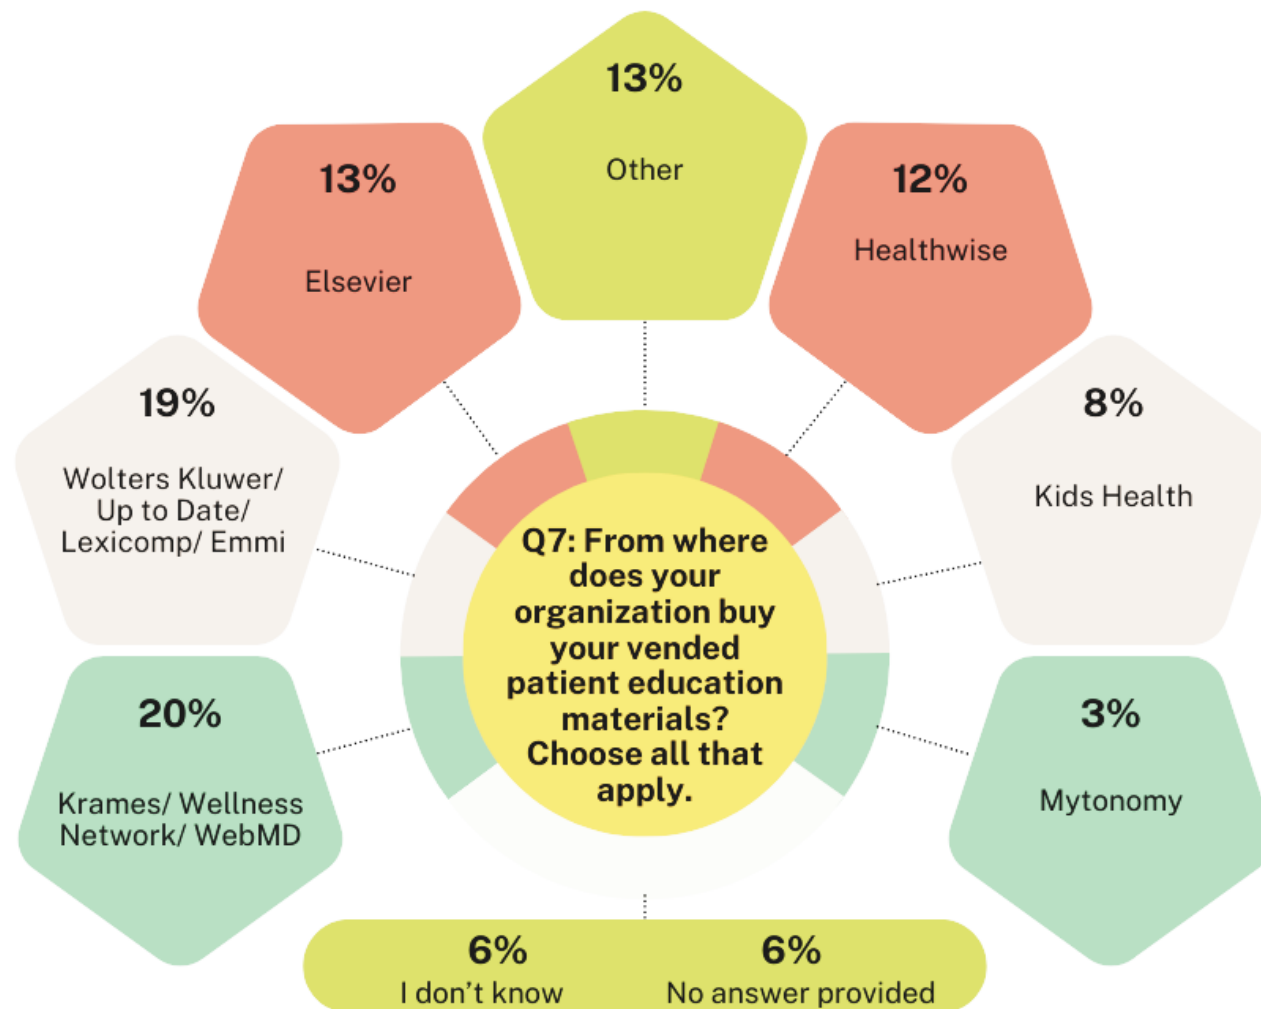 13%
Other
13%
Elsevier
12%
Healthwise
19%
Wolters Kluwer/
Up to Date/
Lexicomp/ Emmi
8%
Kids Health
Q7: From where
does your
organization buy
your vended
patient education
materials?
Choose all that
apply.
20%
Krames/ Wellness
Network/ WebMD
3%
Mytonomy
6%
I don’t know
6%
No answer provided